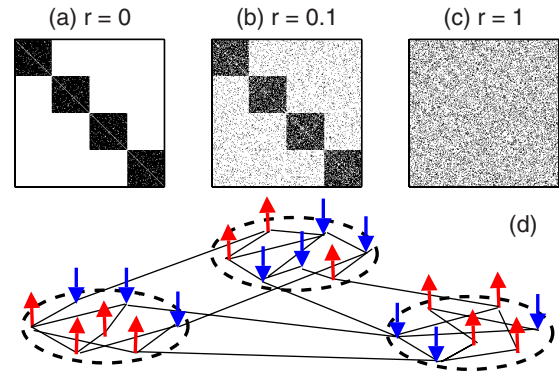 (a) r = 0
(b) r = 0.1
(c) r = 1
(d)